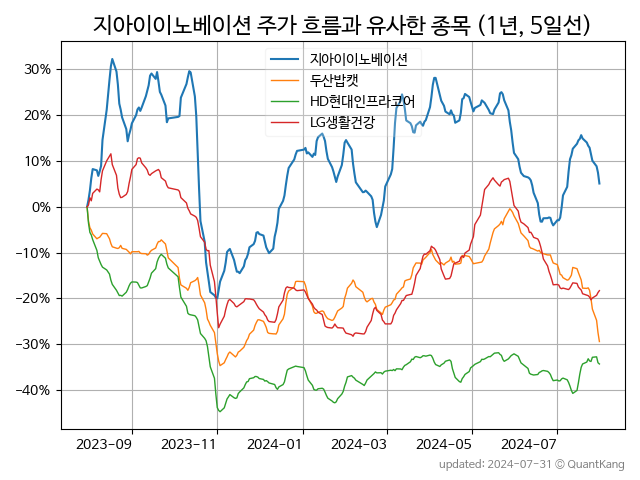 지아이이노베이션 주가 흐름과 유사한 종목 (1년, 5일선)
지아이이노베이션
두산밥캣
HD현대인프라코어
LG생활건강
30%
20%
10%
0%
−10%
−20%
−30%
−40%
2023-09 2023-11 2024-01 2024-03 2024-05 2024-07
updated: 2024-07-31 © QuantKang